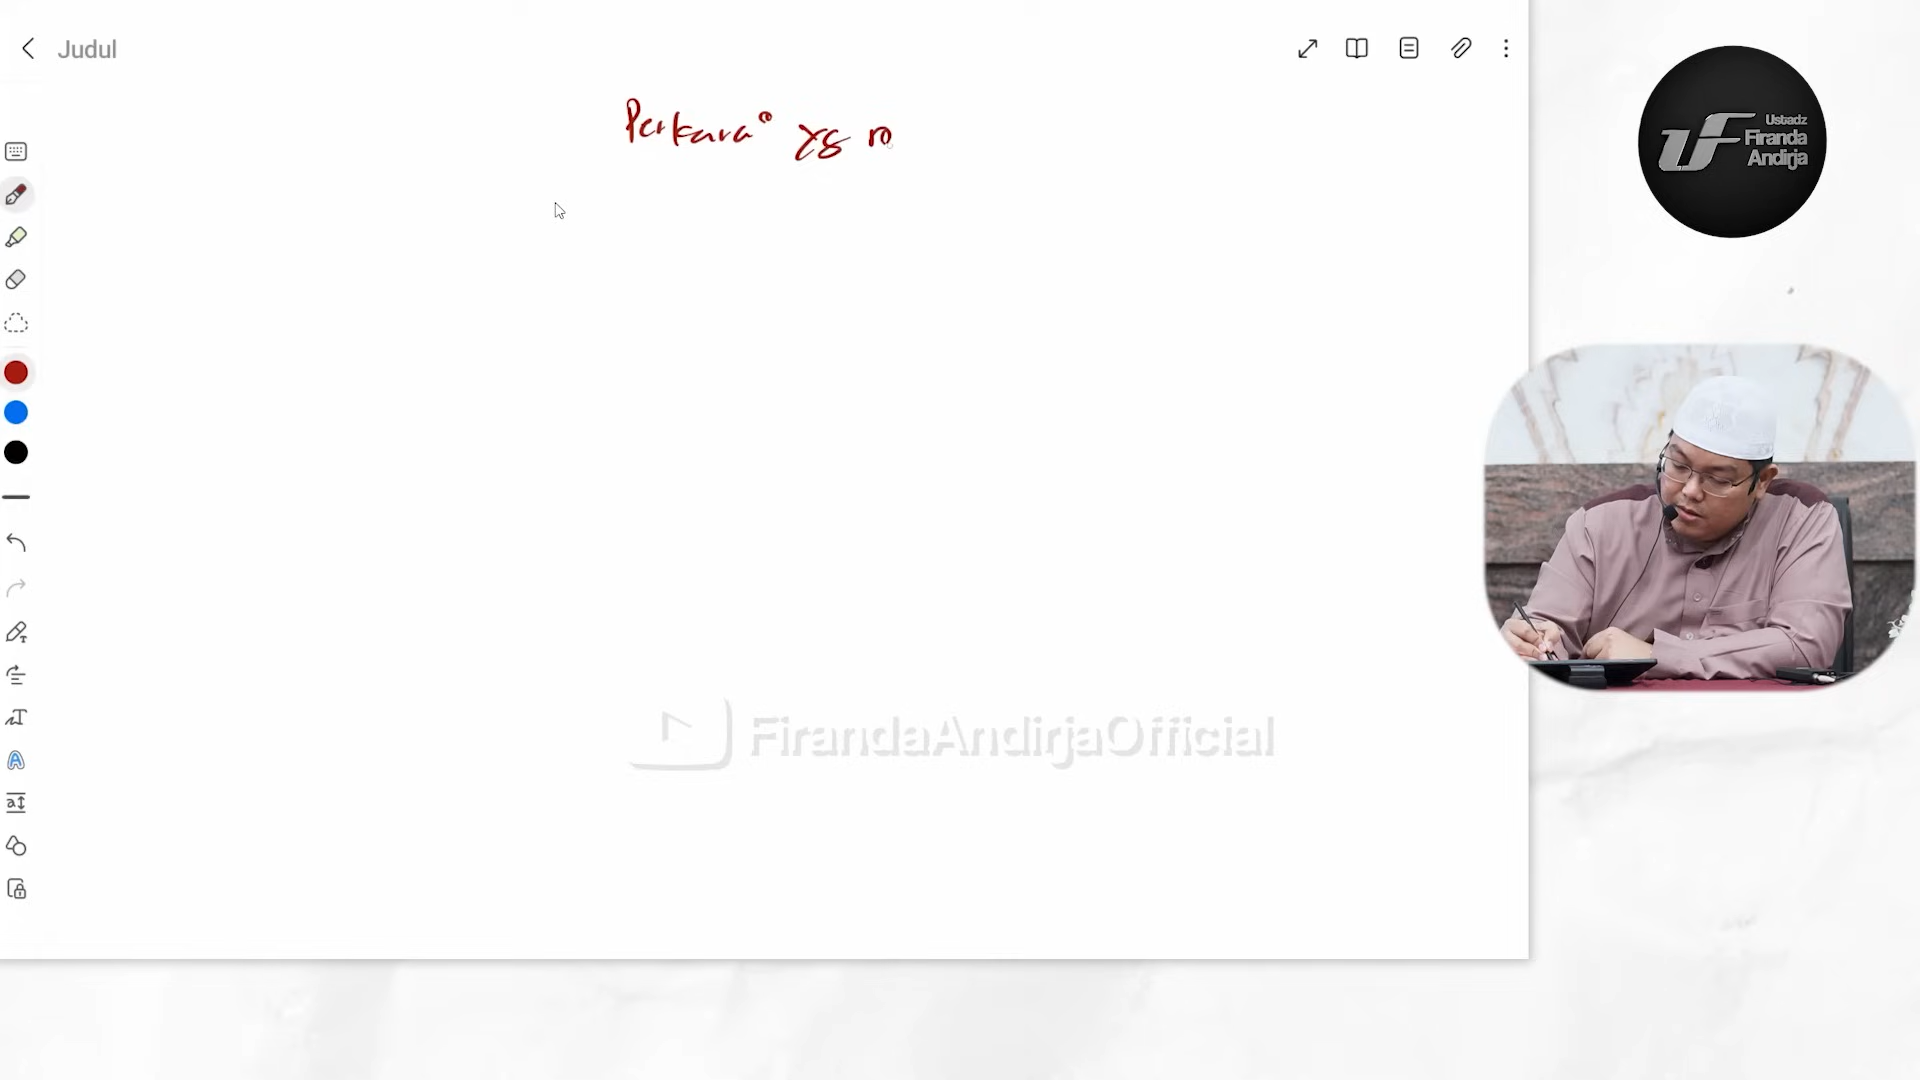 Judul
Perkara² yg m
Ustadz
Firanda
Andirja
FirandaAndirjaOfficial